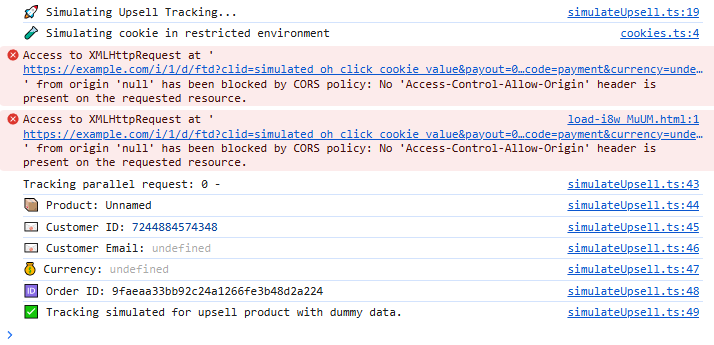 🚀 Simulating Upsell Tracking... simulateUpsell.ts:19
🧪 Simulating cookie in restricted environment cookies.ts:4
Access to XMLHttpRequest at '
https://example.com/i/1/d/ftd?clid=simulated_oh_click_cookie_value&payout=0…code=payment&currency=unde…
' from origin 'null' has been blocked by CORS policy: No 'Access-Control-Allow-Origin' header is
present on the requested resource.
Access to XMLHttpRequest at ' load-i8w_MuUM.html:1
https://example.com/i/1/d/ftd?clid=simulated_oh_click_cookie_value&payout=0…code=payment&currency=unde…
' from origin 'null' has been blocked by CORS policy: No 'Access-Control-Allow-Origin' header is
present on the requested resource.
Tracking parallel request: 0 - simulateUpsell.ts:43
📦 Product: Unnamed simulateUpsell.ts:44
Customer ID: 7244884574348 simulateUpsell.ts:45
Customer Email: undefined simulateUpsell.ts:46
💰 Currency: undefined simulateUpsell.ts:47
🆔 Order ID: 9faeaa33bb92c24a1266fe3b48d2a224 simulateUpsell.ts:48
✅ Tracking simulated for upsell product with dummy data. simulateUpsell.ts:49